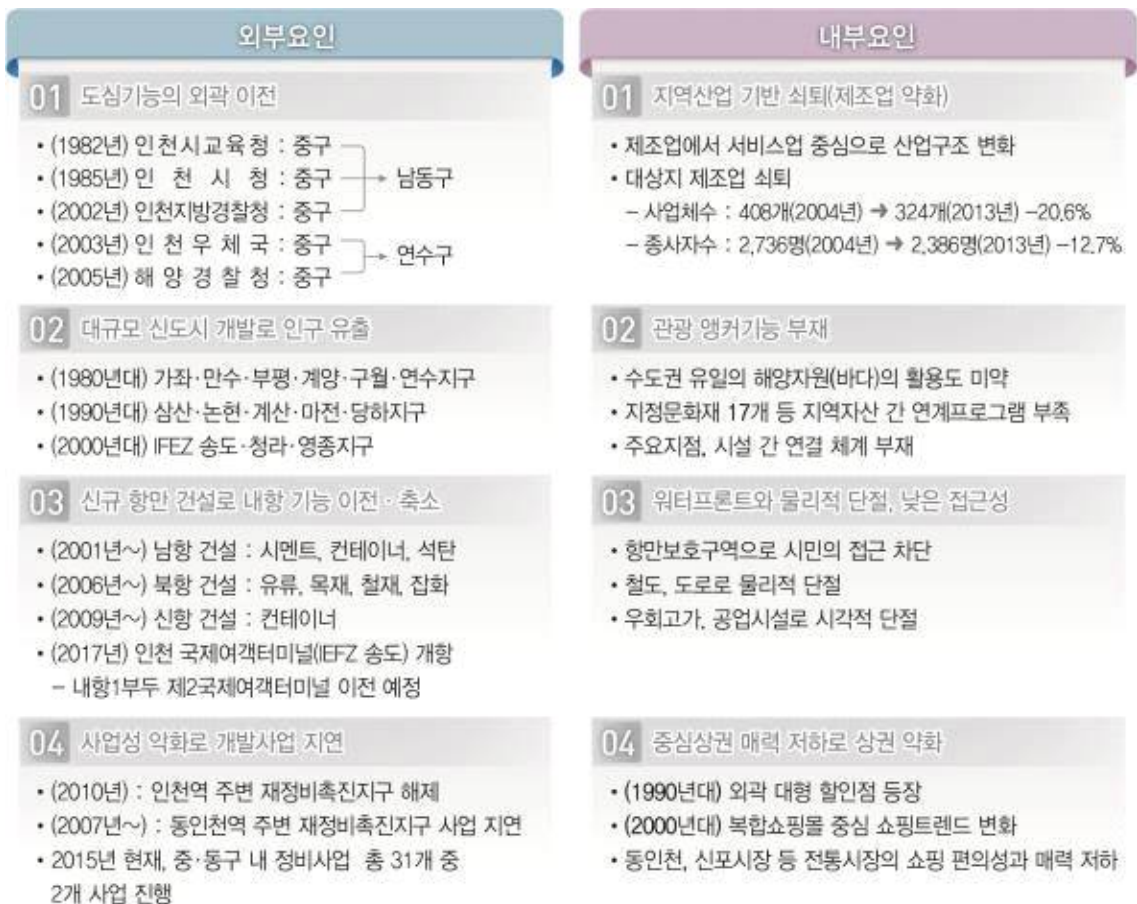 외부요인
01 도심기능의 외곽 이전
• (1982년) 인천시교육청 : 중구
• (1985년) 인 천 시 청 : 중구 → 남동구
• (2002년) 인천지방경찰청 : 중구
• (2003년) 인 천 우 체 국 : 중구 → 연수구
• (2005년) 해 양 경 찰 청 : 중구
02 대규모 신도시 개발로 인구 유출
• (1980년대) 가좌·만수·부평·계양·구월·연수지구
• (1990년대) 삼산·논현·계산·마전·당하지구
• (2000년대) IFEZ 송도·청라·영종지구
03 신규 항만 건설로 내항 기능 이전·축소
• (2001년~) 남항 건설 : 시멘트, 컨테이너, 석탄
• (2006년~) 북항 건설 : 유류, 목재, 철재, 잡화
• (2009년~) 신항 건설 : 컨테이너
• (2017년) 인천 국제여객터미널(IEFZ 송도) 개항
– 내항1부두 제2국제여객터미널 이전 예정
04 사업성 악화로 개발사업 지연
• (2010년) : 인천역 주변 재정비촉진지구 해제
• (2007년~) : 동인천역 주변 재정비촉진지구 사업 지연
• 2015년 현재, 중·동구 내 정비사업 총 31개 중
2개 사업 진행
내부요인
01 지역산업 기반 쇠퇴(제조업 약화)
• 제조업에서 서비스업 중심으로 산업구조 변화
• 대상지 제조업 쇠퇴
– 사업체수 : 408개(2004년) → 324개(2013년) –20.6%
– 종사자수 : 2,736명(2004년) → 2,386명(2013년) –12.7%
02 관광 앵커기능 부재
• 수도권 유일의 해양자원(바다)의 활용도 미약
• 지정문화재 17개 등 지역자산 간 연계프로그램 부족
• 주요지점, 시설 간 연결 체계 부재
03 워터프론트와 물리적 단절, 낮은 접근성
• 항만보호구역으로 시민의 접근 차단
• 철도, 도로로 물리적 단절
• 우회고가, 공업시설로 시각적 단절
04 중심상권 매력 저하로 상권 약화
• (1990년대) 외곽 대형 할인점 등장
• (2000년대) 복합쇼핑몰 중심 쇼핑트렌드 변화
• 동인천, 신포시장 등 전통시장의 쇼핑 편의성과 매력 저하